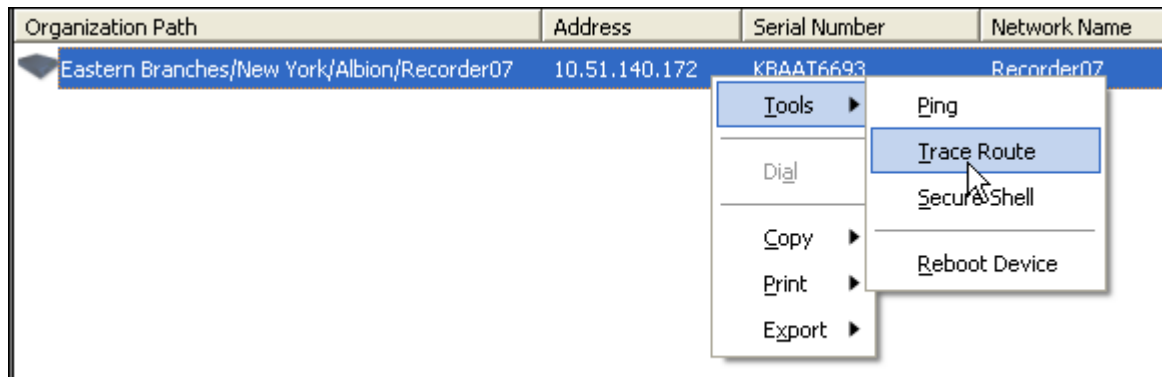 Organization Path Address Serial Number Network Name
Eastern Branches/New York/Albion/Recorder07 10.51.140.172 KBAAT6693 Recorder07
Tools
Dial
Copy
Print
Export
Ping
Trace Route
Secure Shell
Reboot Device